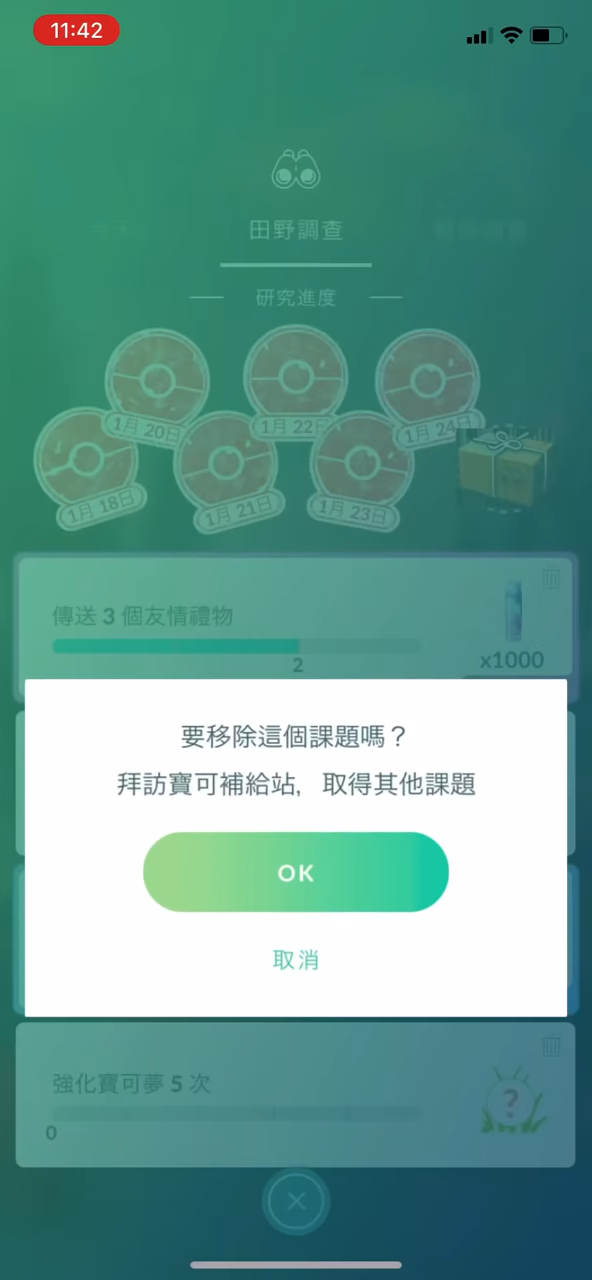 11:42
田野調查
研究進度
1月 20日
1月 22日
1月 24日
1月 18日
1月 21日
1月 23日
傳送 3 個友情禮物
2
x1000
要移除這個課題嗎？
拜訪寶可補給站，取得其他課題
OK
取消
強化寶可夢 5 次
?
0